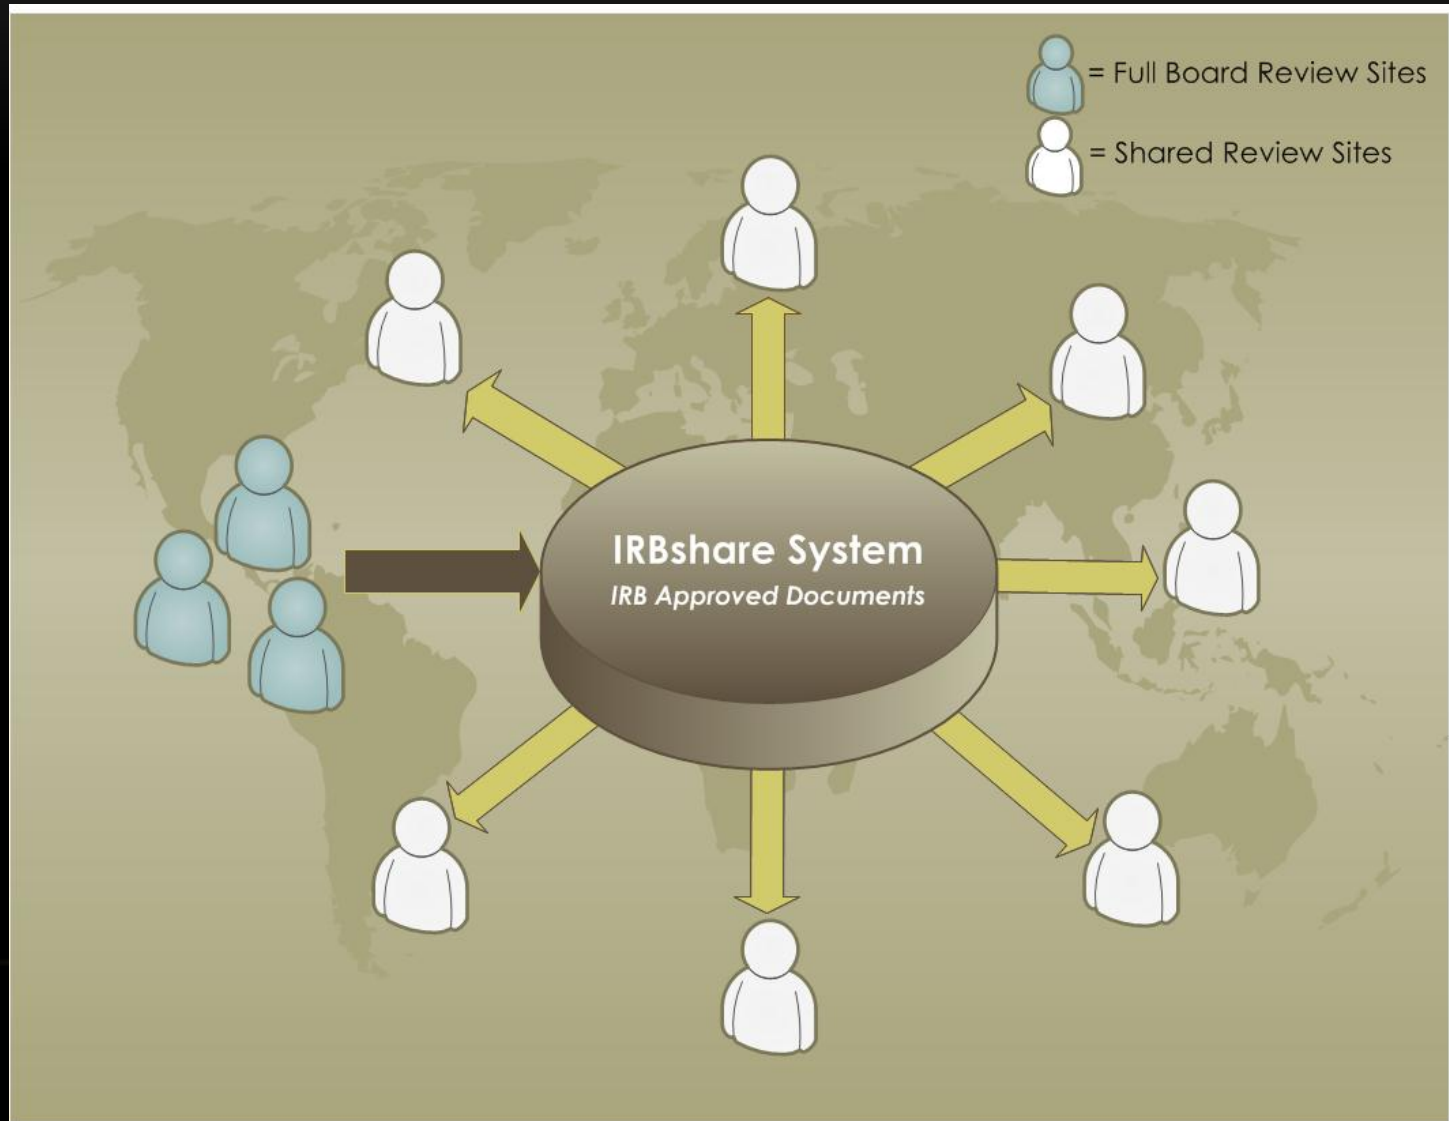 = Full Board Review Sites
= Shared Review Sites
IRBshare System
IRB Approved Documents